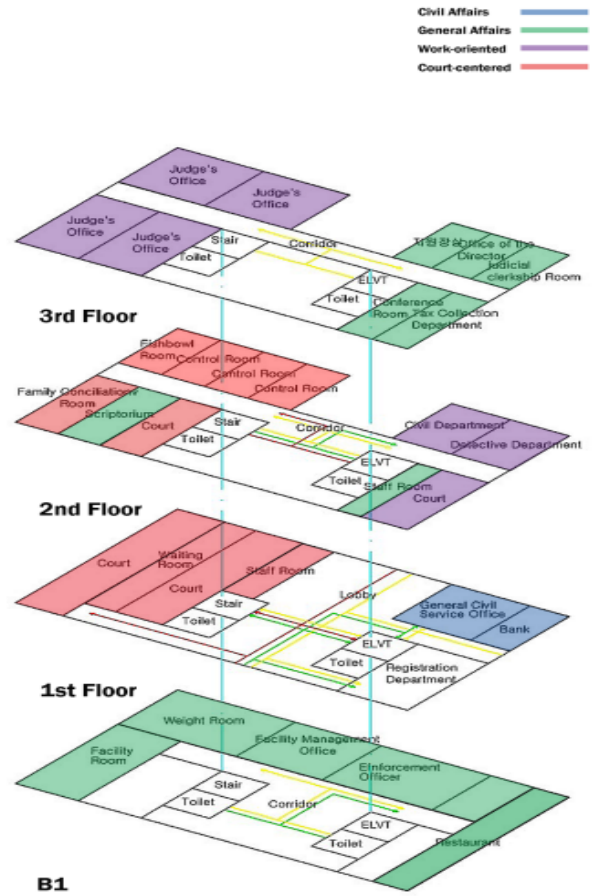 Civil Affairs
General Affairs
Work-oriented
Court-centered
Judge's
Office
Judge's
Office
Judge's
Office
Judge's
Office
Stair
Toilet
Corridor
ELVT
Toilet
Office of the
Director
Judicial
clerkship Room
Conference
Room
Tax Collection
Department
3rd Floor
Fishbowl
Room
Control Room
Control Room
Control Room
Family Conciliation
Room
Scriptorium
Court
Stair
Toilet
Corridor
ELVT
Toilet
Civil Department
Detective Department
Staff Room
Court
2nd Floor
Court
Waiting
Room
Court
Staff Room
Stair
Toilet
Lobby
ELVT
Toilet
General Civil
Service Office
Bank
Registration
Department
1st Floor
Weight Room
Facility
Room
Facility Management
Office
EInforcement
Officer
Stair
Toilet
Corridor
ELVT
Toilet
Restaurant
B1